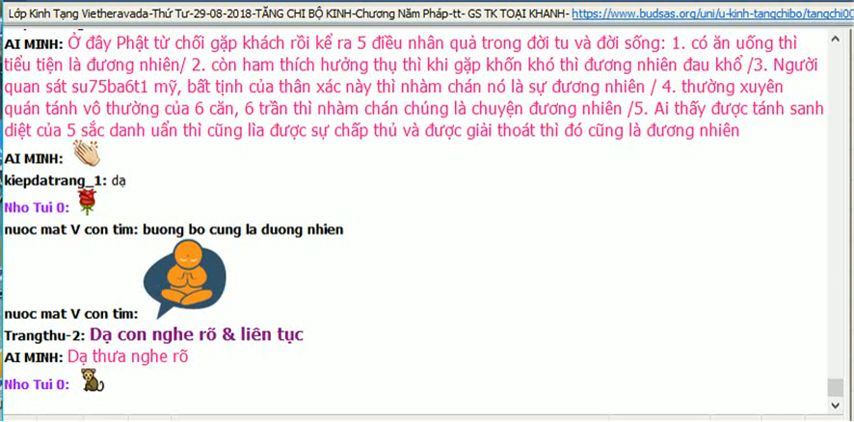 Lớp Kinh Tạng Vietheravada-Thứ Tư-29-08-2018-TĂNG CHI BỘ KINH-Chương Năm Pháp-tt- GS TK TOẠI KHANH- https://www.budsas.org/uni/u-kinh-tangchibo/tangchi0
AI MINH: Ở đây Phật từ chối gặp khách rồi kể ra 5 điều nhân quả trong đời tu và đời sống: 1. có ăn uống thì
tiểu tiện là đương nhiên/ 2. còn ham thích hưởng thụ thì khi gặp khốn khó thì đương nhiên đau khổ /3. Người
quan sát su75ba6t1 mỹ, bất tịnh của thân xác này thì nhàm chán nó là sự đương nhiên / 4. thường xuyên
quán tánh vô thường của 6 căn, 6 trần thì nhàm chán chúng là chuyện đương nhiên /5. Ai thấy được tánh sanh
diệt của 5 sắc danh uẩn thì cũng lìa được sự chấp thủ và được giải thoát thì đó cũng là đương nhiên
AI MINH:
kiepdatrang_1: dạ
Nho Tui 0:
nuoc mat V con tim: buong bo cung la duong nhien
nuoc mat V con tim:
Trangthu-2: Dạ con nghe rõ & liên tục
AI MINH: Dạ thưa nghe rõ
Nho Tui 0: